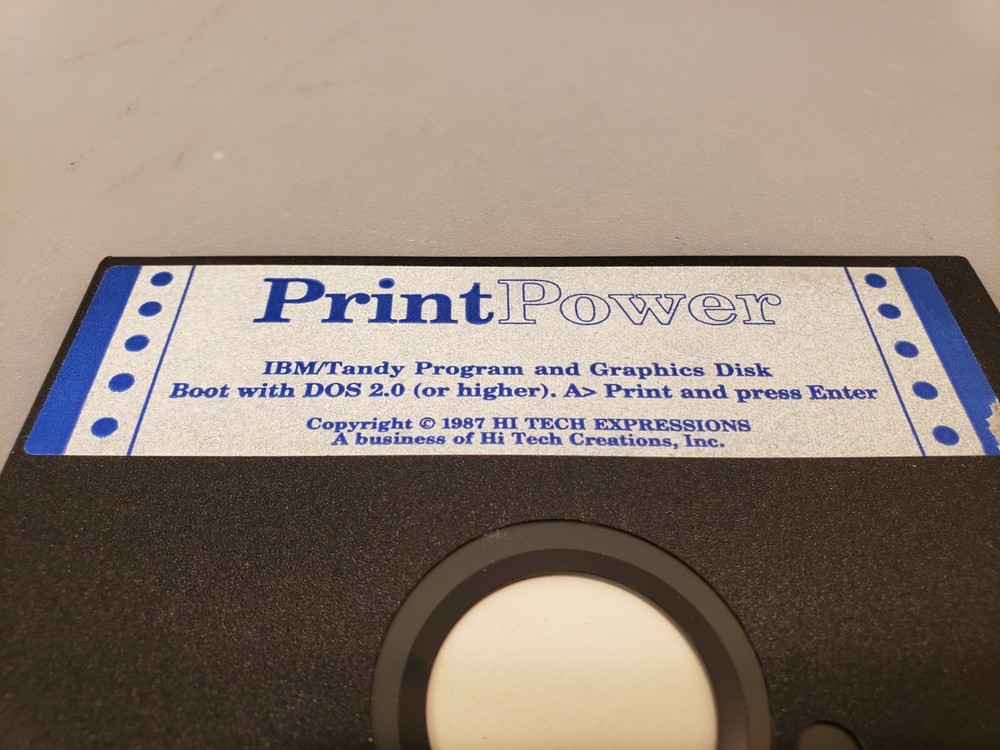 PrintPower
IBM/Tandy Program and Graphics Disk
Boot with DOS 2.0 (or higher). A> Print and press Enter
Copyright © 1987 HI TECH EXPRESSIONS
A business of Hi Tech Creations, Inc.